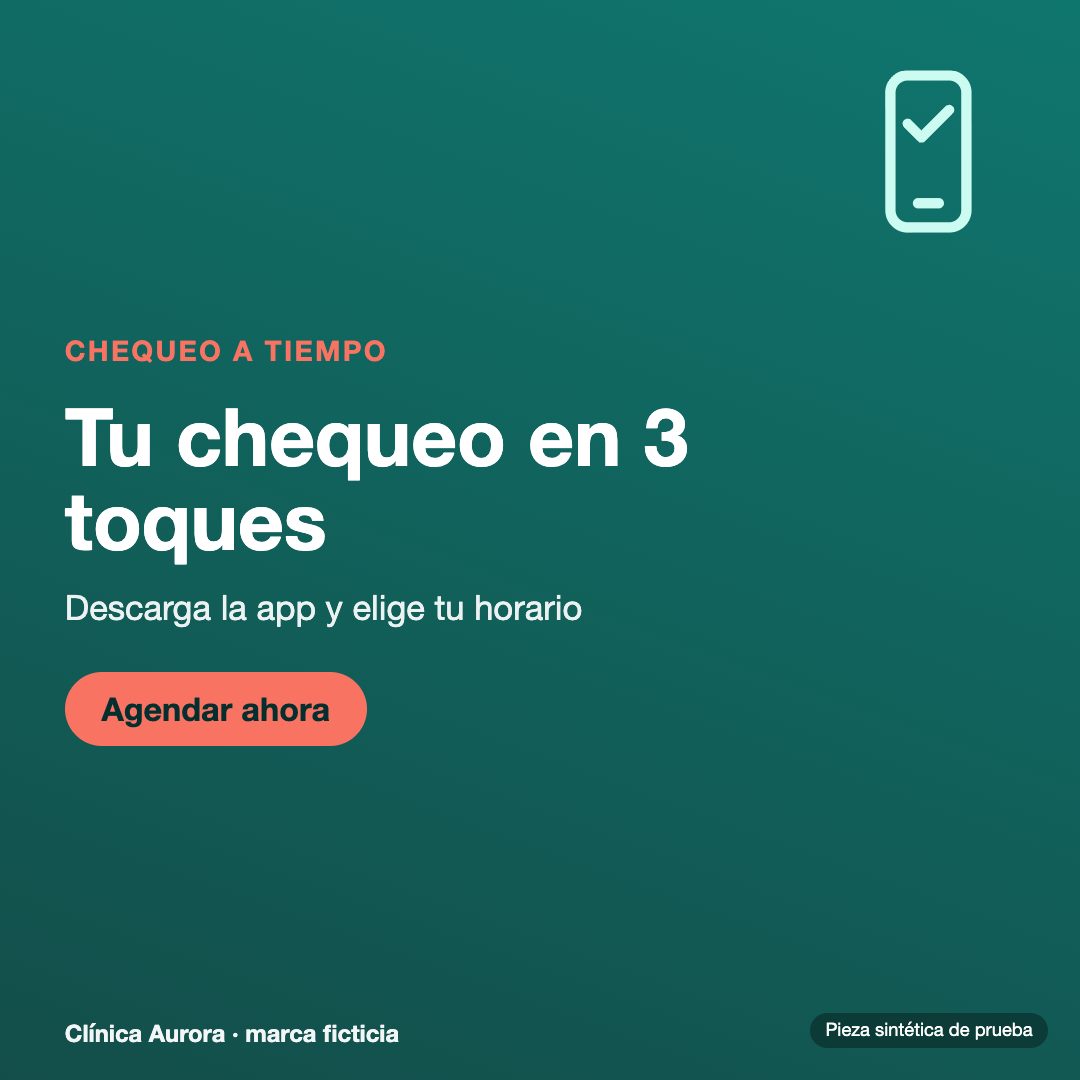 CHEQUEO A TIEMPO
Tu chequeo en 3
toques
Descarga la app y elige tu horario
Agendar ahora
Clínica Aurora · marca ficticia
Pieza sintética de prueba